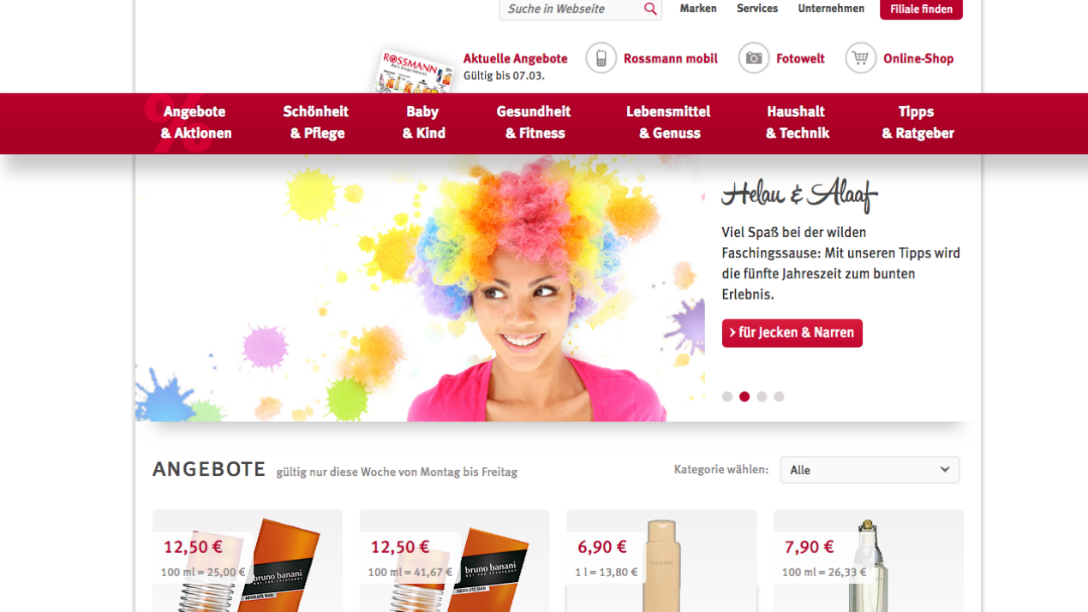 Suche in Webseite
Marken
Services
Unternehmen
Filiale finden
ROSSMANN
Aktuelle Angebote
Gültig bis 07.03.
Rossmann mobil
Fotowelt
Online-Shop
%
Angebote
& Aktionen
Schönheit
& Pflege
Baby
& Kind
Gesundheit
& Fitness
Lebensmittel
& Genuss
Haushalt
& Technik
Tipps
& Ratgeber
Helau & Alaaf
Viel Spaß bei der wilden
Faschingssause: Mit unseren Tipps wird
die fünfte Jahreszeit zum bunten
Erlebnis.
› für Jecken & Narren
ANGEBOTE gültig nur diese Woche von Montag bis Freitag
Kategorie wählen:
Alle
12,50 €
100 ml = 25,00 €
bruno banani
ABSOLUTE MAN
12,50 €
100 ml = 41,67 €
bruno banani
ABSOLUTE MAN
6,90 €
1 l = 13,80 €
7,90 €
100 ml = 26,33 €